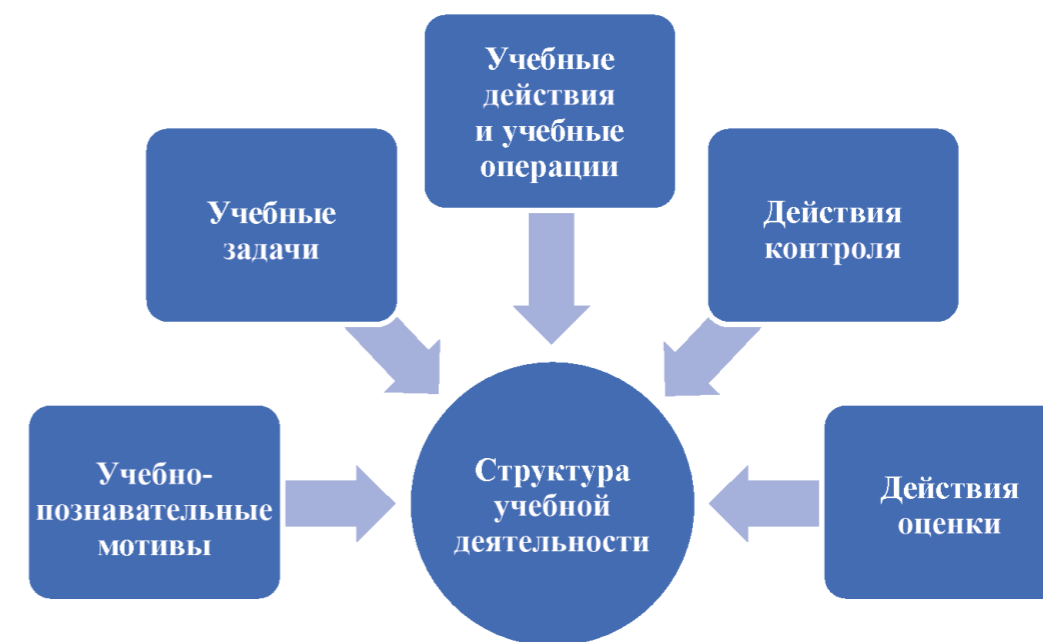 Учебные
действия
и учебные
операции
Учебные
задачи
Действия
контроля
Учебно-
познавательные
мотивы
Структура
учебной
деятельности
Действия
оценки